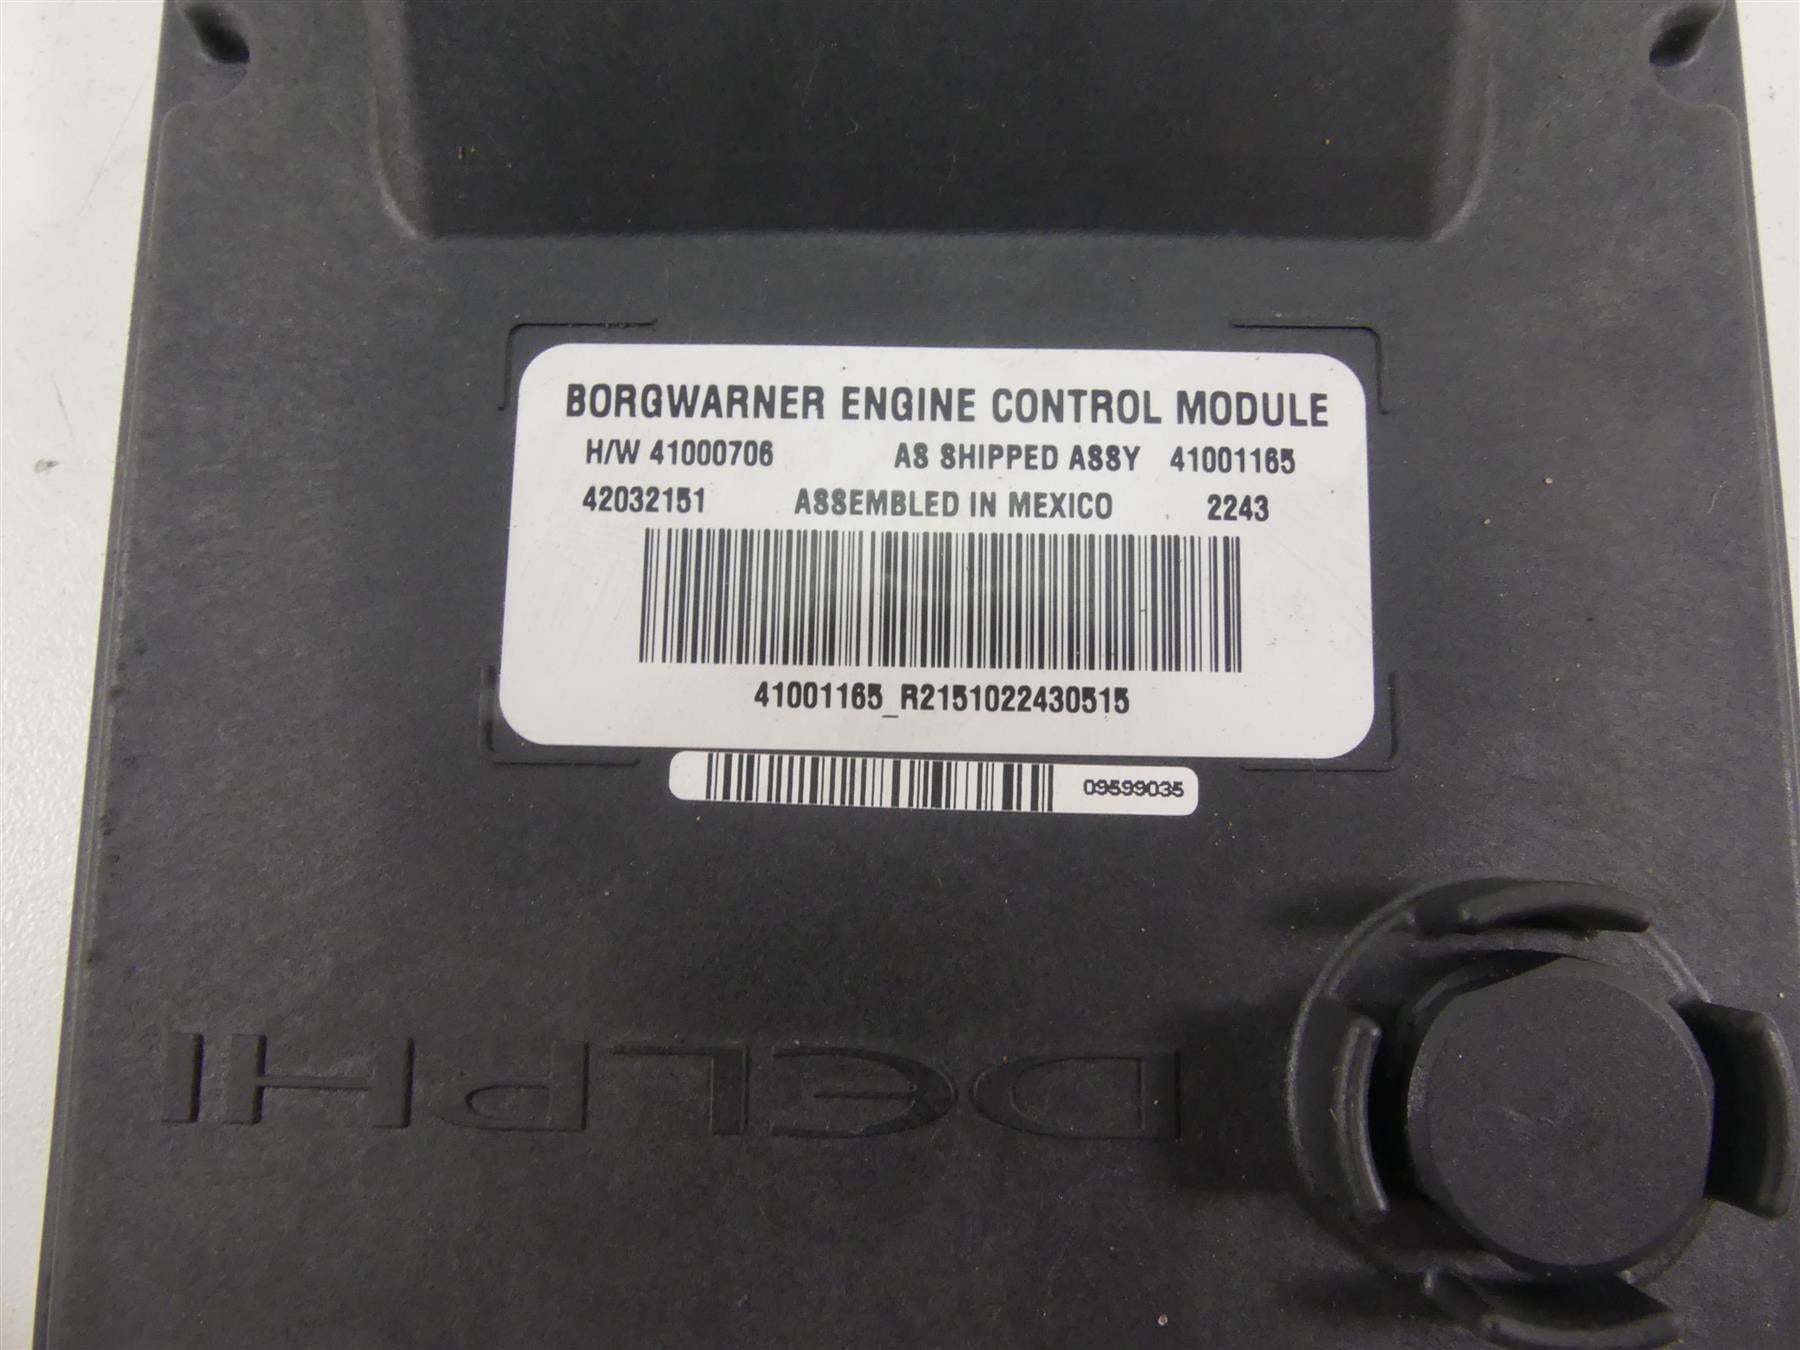 BORGWARNER ENGINE CONTROL MODULE
H/W 41000706 AS SHIPPED ASSY 41001165
42032151 ASSEMBLED IN MEXICO 2243
41001165_R2151022430515
09599035
DELPHI